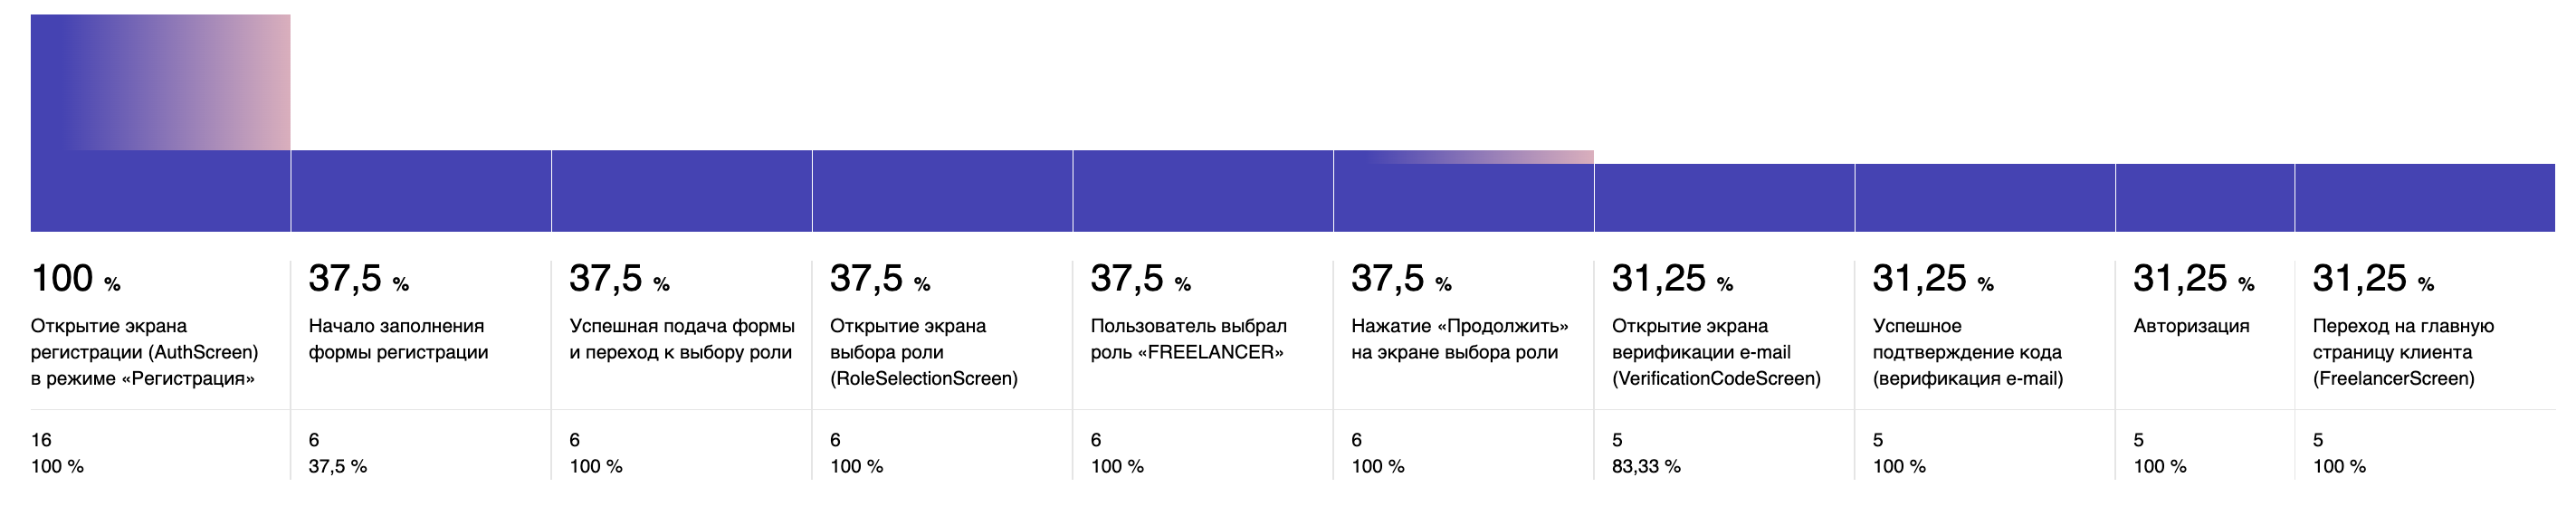 100 %
Открытие экрана
регистрации (AuthScreen)
в режиме «Регистрация»
16
100 %
37,5 %
Начало заполнения
формы регистрации
6
37,5 %
37,5 %
Успешная подача формы
и переход к выбору роли
6
100 %
37,5 %
Открытие экрана
выбора роли
(RoleSelectionScreen)
6
100 %
37,5 %
Пользователь выбрал
роль «FREELANCER»
6
100 %
37,5 %
Нажатие «Продолжить»
на экране выбора роли
6
100 %
31,25 %
Открытие экрана
верификации e-mail
(VerificationCodeScreen)
5
83,33 %
31,25 %
Успешное
подтверждение кода
(верификация e-mail)
5
100 %
31,25 %
Авторизация
5
100 %
31,25 %
Переход на главную
страницу клиента
(FreelancerScreen)
5
100 %